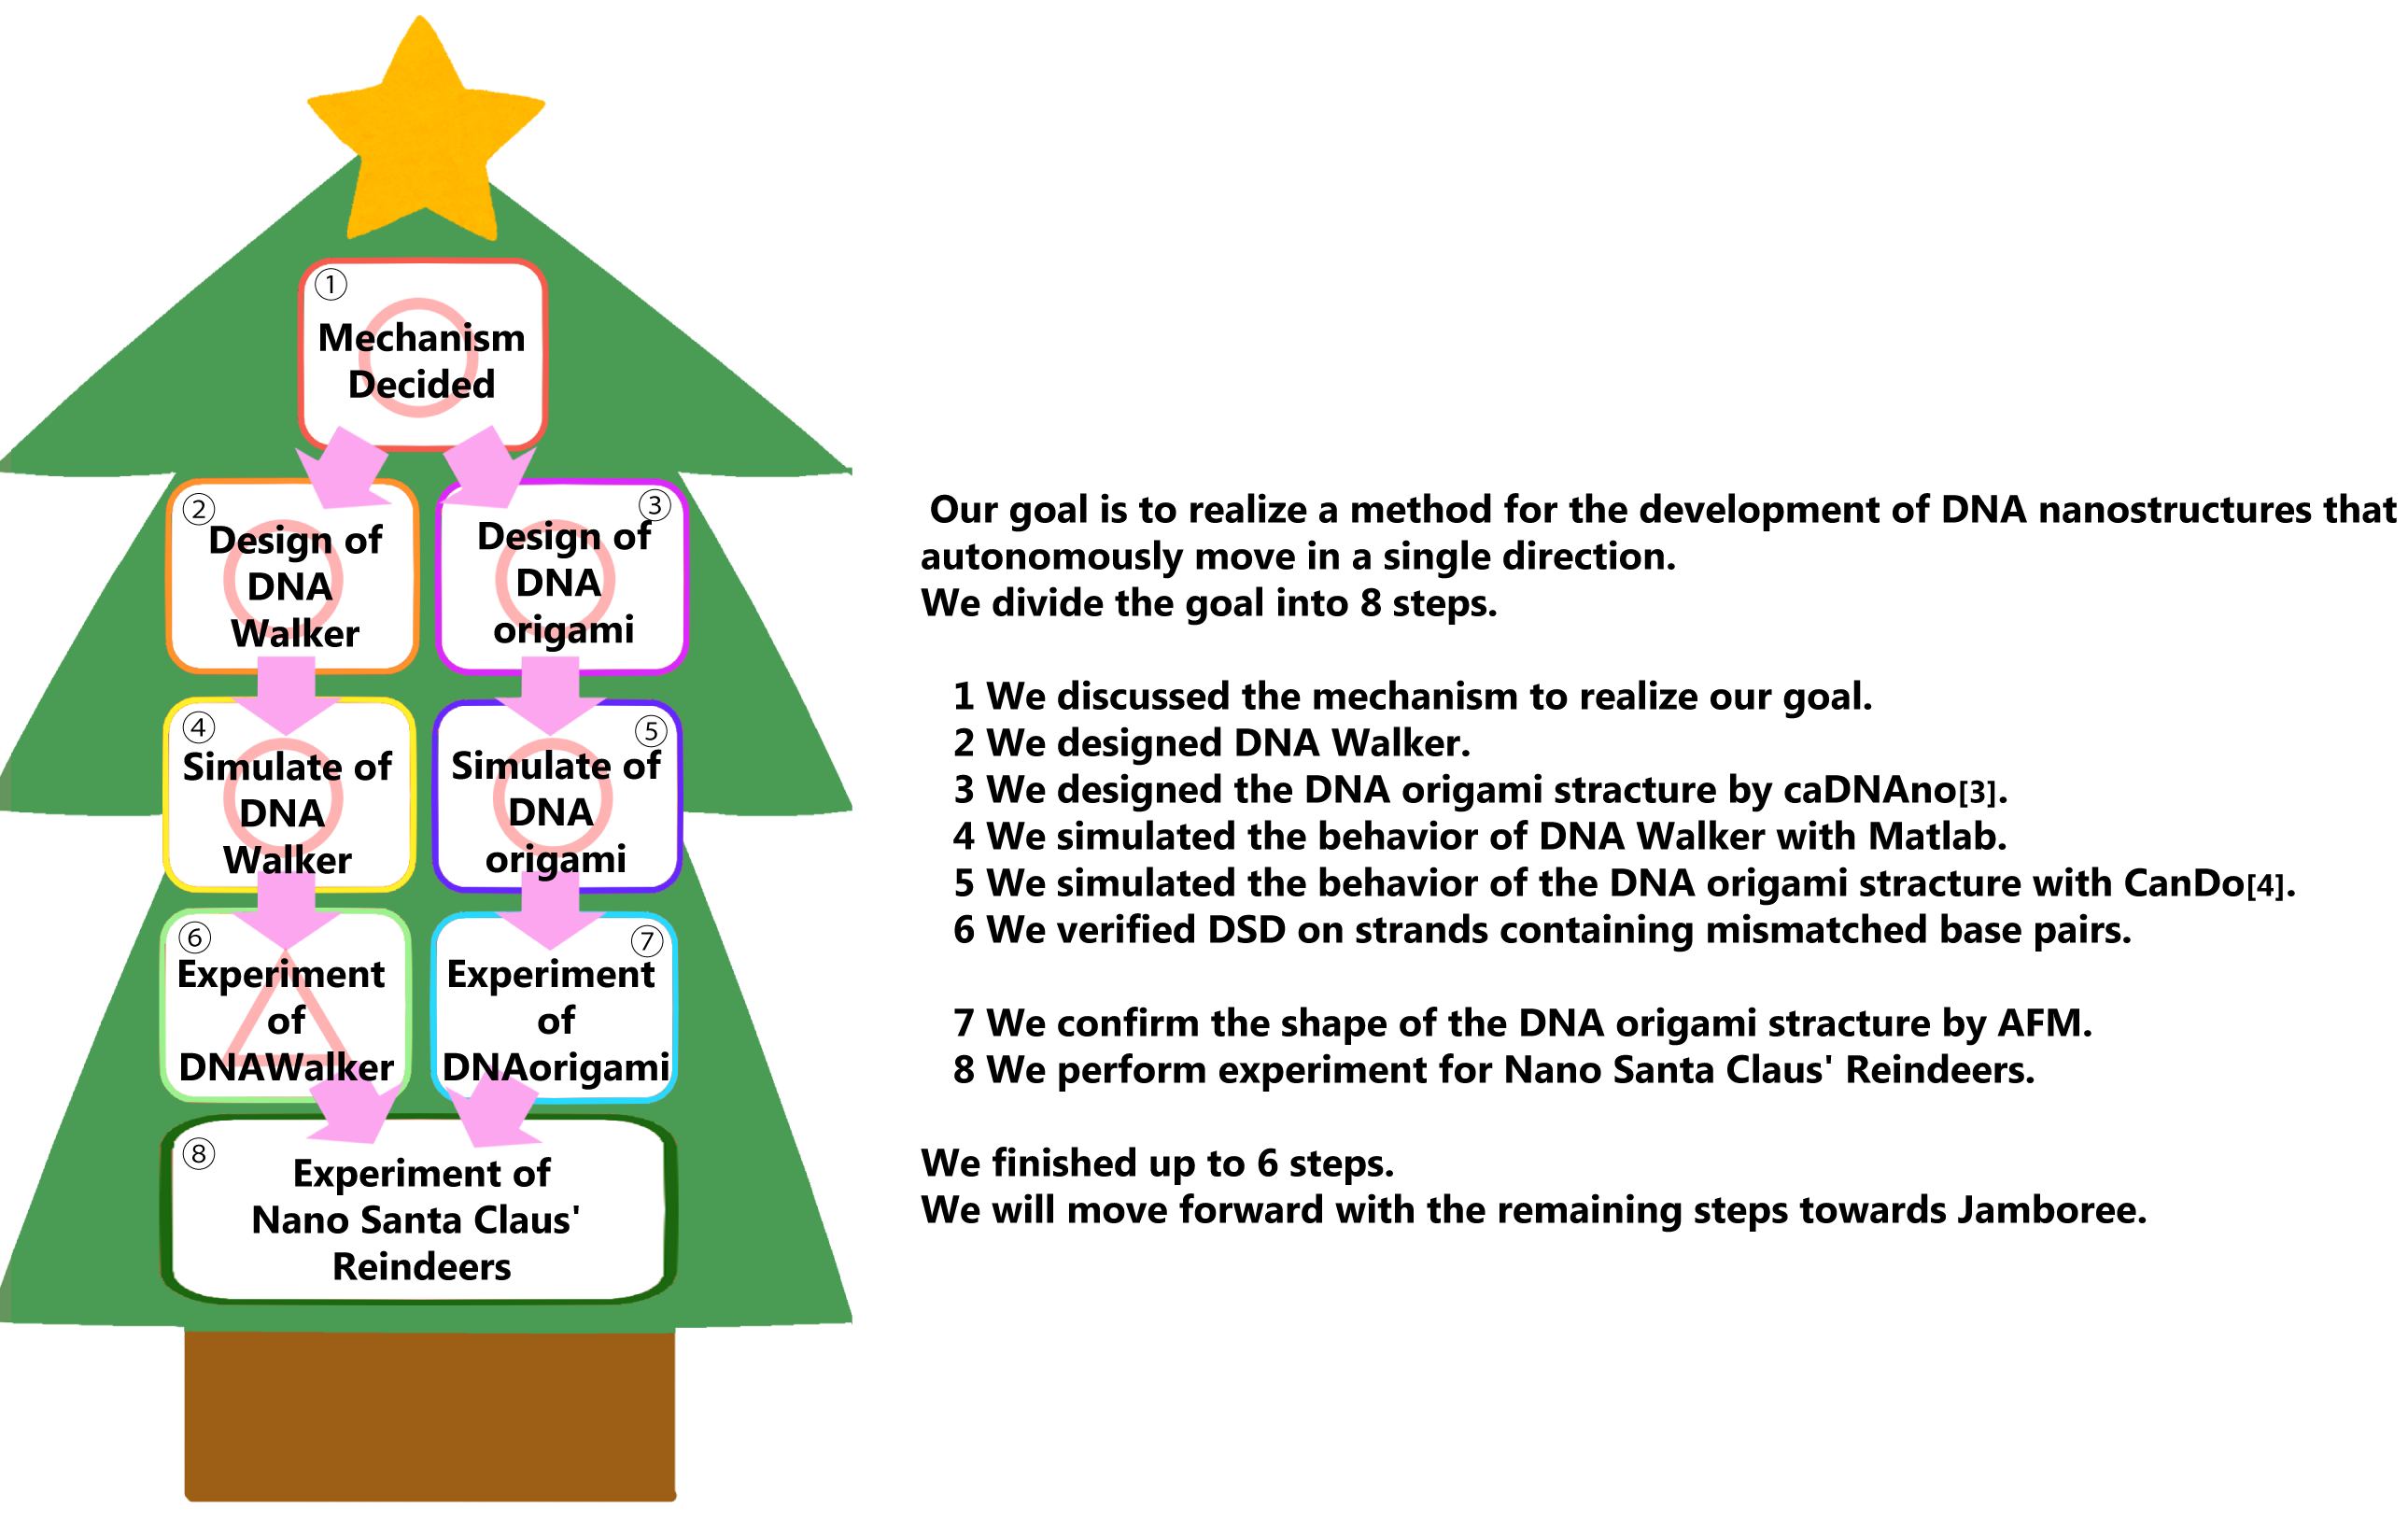 ①
Mechanism
Decided
②
Design of
DNA
Walker
③
Design of
DNA
origami
④
Simulate of
DNA
Walker
⑤
Simulate of
DNA
origami
⑥
Experiment
of
DNAWalker
⑦
Experiment
of
DNAorigami
⑧
Experiment of
Nano Santa Claus'
Reindeers
Our goal is to realize a method for the development of DNA nanostructures that
autonomously move in a single direction.
We divide the goal into 8 steps.
1 We discussed the mechanism to realize our goal.
2 We designed DNA Walker.
3 We designed the DNA origami stracture by caDNAno[3].
4 We simulated the behavior of DNA Walker with Matlab.
5 We simulated the behavior of the DNA origami stracture with CanDo[4].
6 We verified DSD on strands containing mismatched base pairs.
7 We confirm the shape of the DNA origami stracture by AFM.
8 We perform experiment for Nano Santa Claus' Reindeers.
We finished up to 6 steps.
We will move forward with the remaining steps towards Jamboree.